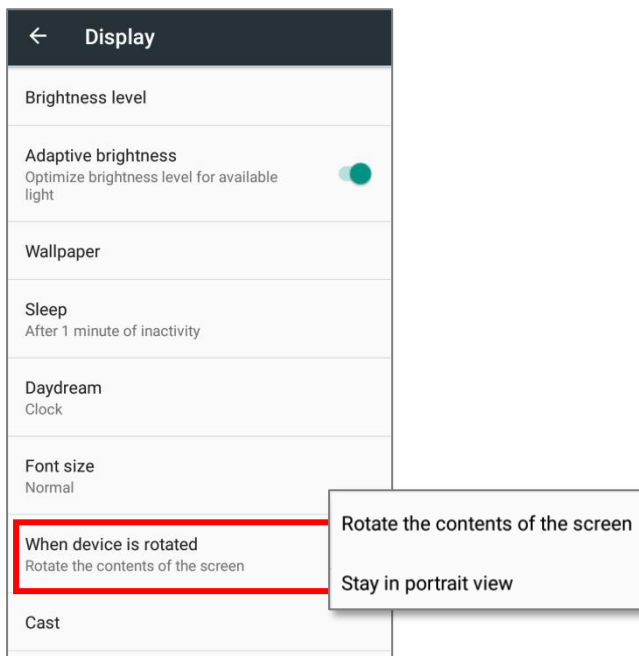 Display
Brightness level
Adaptive brightness
Optimize brightness level for available
light
Wallpaper
Sleep
After 1 minute of inactivity
Daydream
Clock
Font size
Normal
When device is rotated
Rotate the contents of the screen
Rotate the contents of the screen
Stay in portrait view
Cast